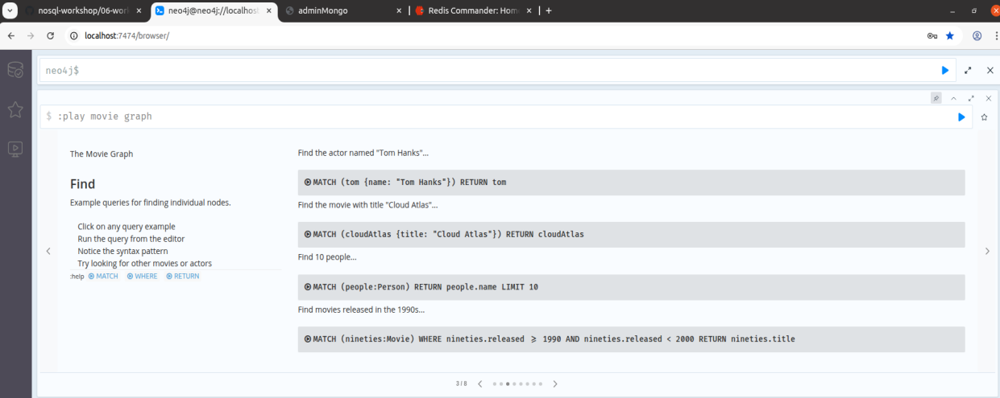 nosql-workshop/06-wor
neo4j@neo4j://localhost:
adminMongo
Redis Commander: Hom
localhost:7474/browser/
neo4j$
$ :play movie graph
The Movie Graph
Find
Example queries for finding individual nodes.
Click on any query example
Run the query from the editor
Notice the syntax pattern
Try looking for other movies or actors
:help MATCH WHERE RETURN
Find the actor named "Tom Hanks"...
MATCH (tom {name: "Tom Hanks"}) RETURN tom
Find the movie with title "Cloud Atlas"...
MATCH (cloudAtlas {title: "Cloud Atlas"}) RETURN cloudAtlas
Find 10 people...
MATCH (people:Person) RETURN people.name LIMIT 10
Find movies released in the 1990s...
MATCH (nineties:Movie) WHERE nineties.released ⩾ 1990 AND nineties.released < 2000 RETURN nineties.title
3 / 8